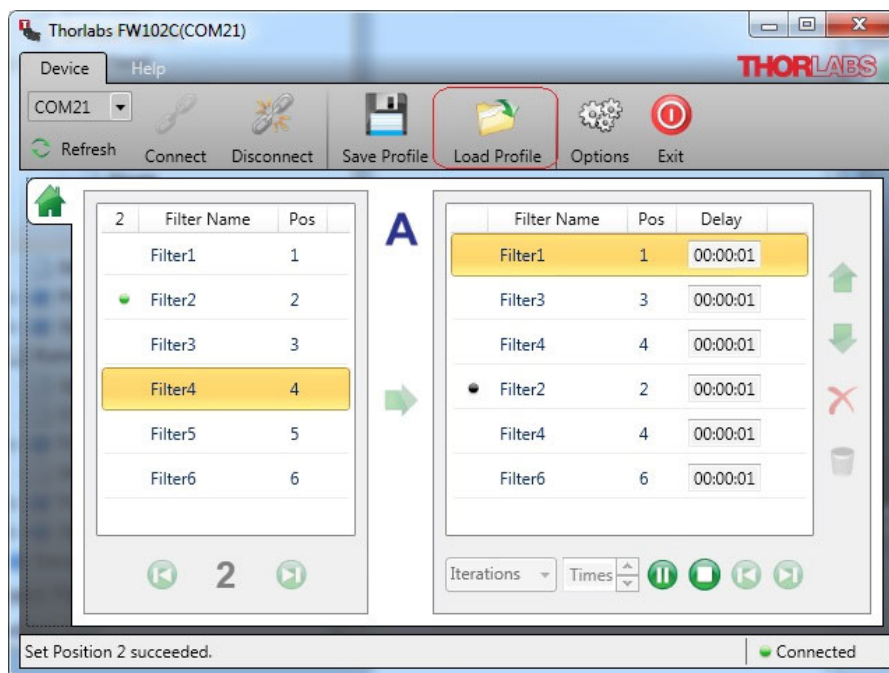 Thorlabs FW102C(COM21)
Device Help
THORLABS
COM21
Refresh
Connect Disconnect Save Profile Load Profile Options Exit
2 Filter Name Pos
Filter1 1
Filter2 2
Filter3 3
Filter4 4
Filter5 5
Filter6 6
2
A
Filter Name Pos Delay
Filter1 1 00:00:01
Filter3 3 00:00:01
Filter4 4 00:00:01
Filter2 2 00:00:01
Filter4 4 00:00:01
Filter6 6 00:00:01
Iterations Times
Set Position 2 succeeded.
Connected